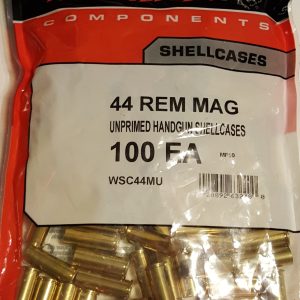 COMPONENTS
SHELLCASES
44 REM MAG
UNPRIMED HANDGUN SHELLCASES
100 EA
WSC44MU